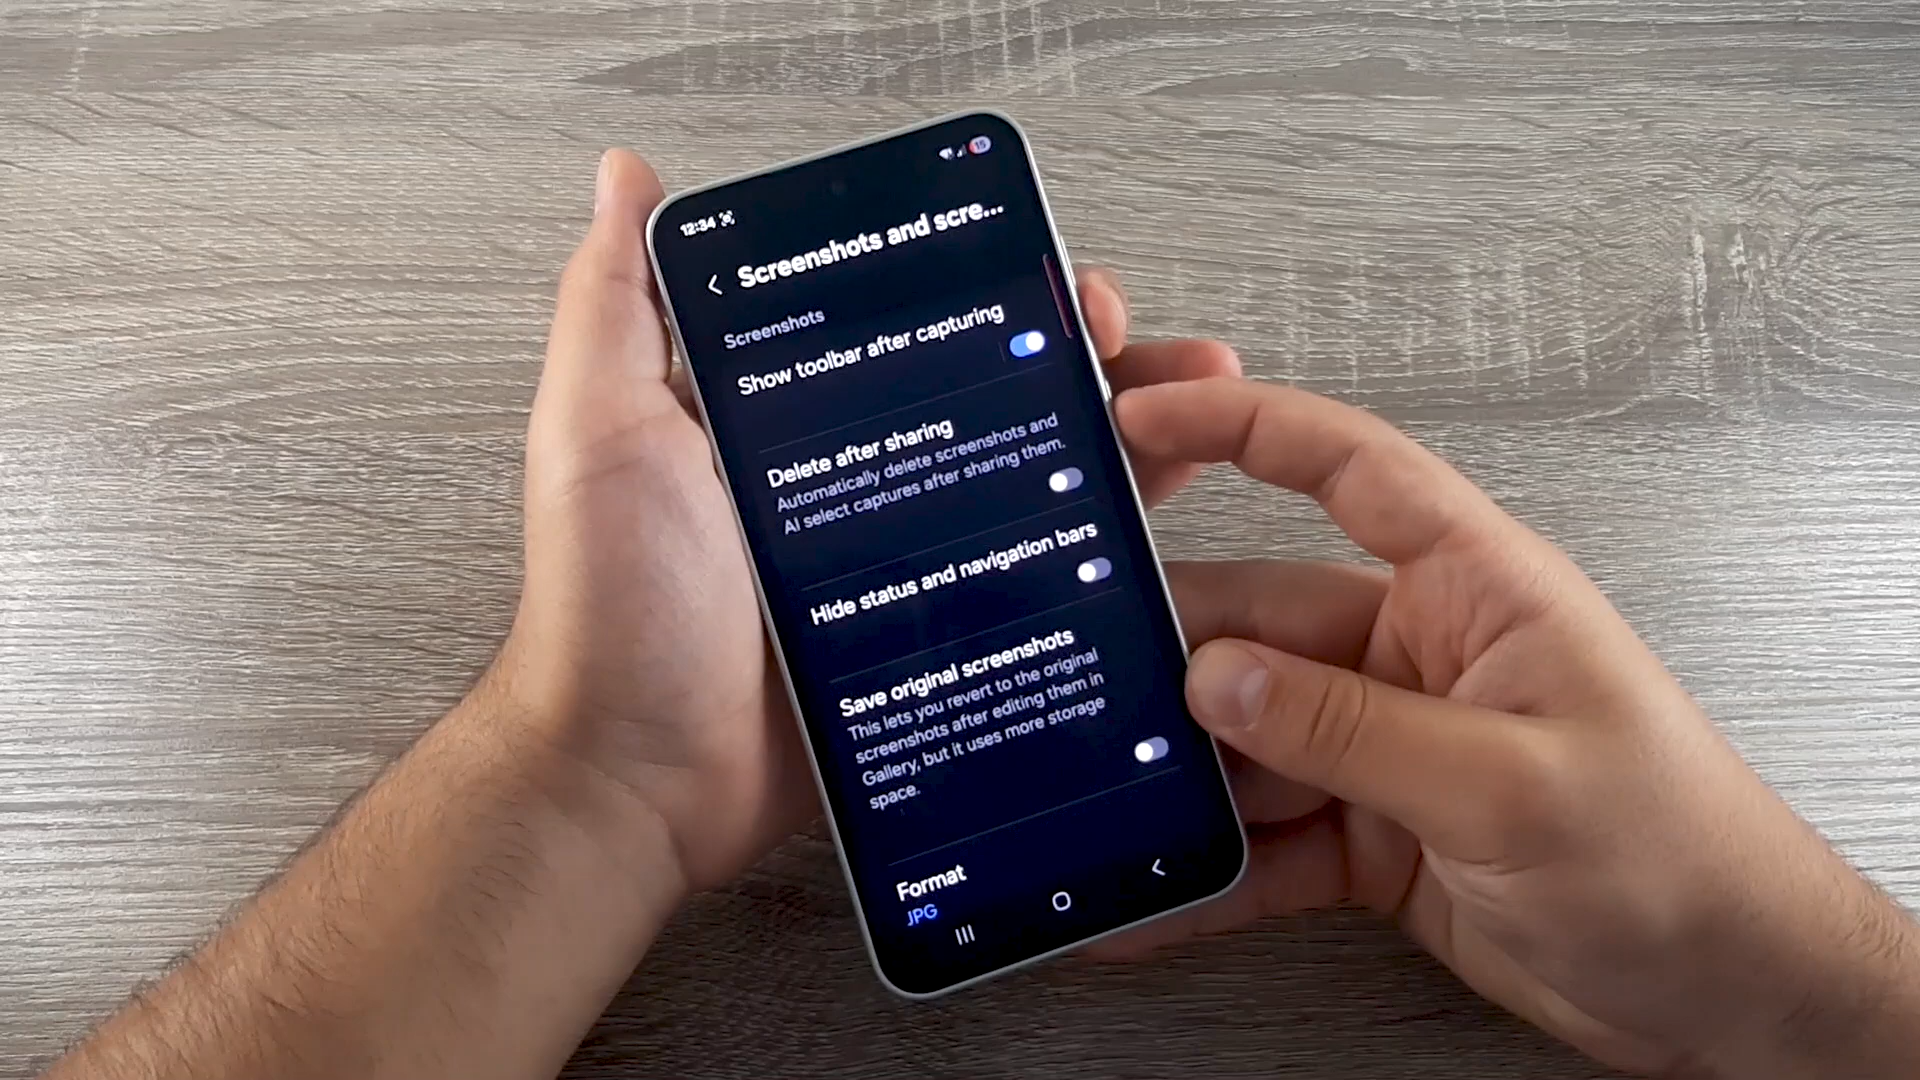 12:34
15
Screenshots and scre...
Screenshots
Show toolbar after capturing
Delete after sharing
Automatically delete screenshots and
AI select captures after sharing them.
Hide status and navigation bars
Save original screenshots
This lets you revert to the original
screenshots after editing them in
Gallery, but it uses more storage
space.
Format
JPG